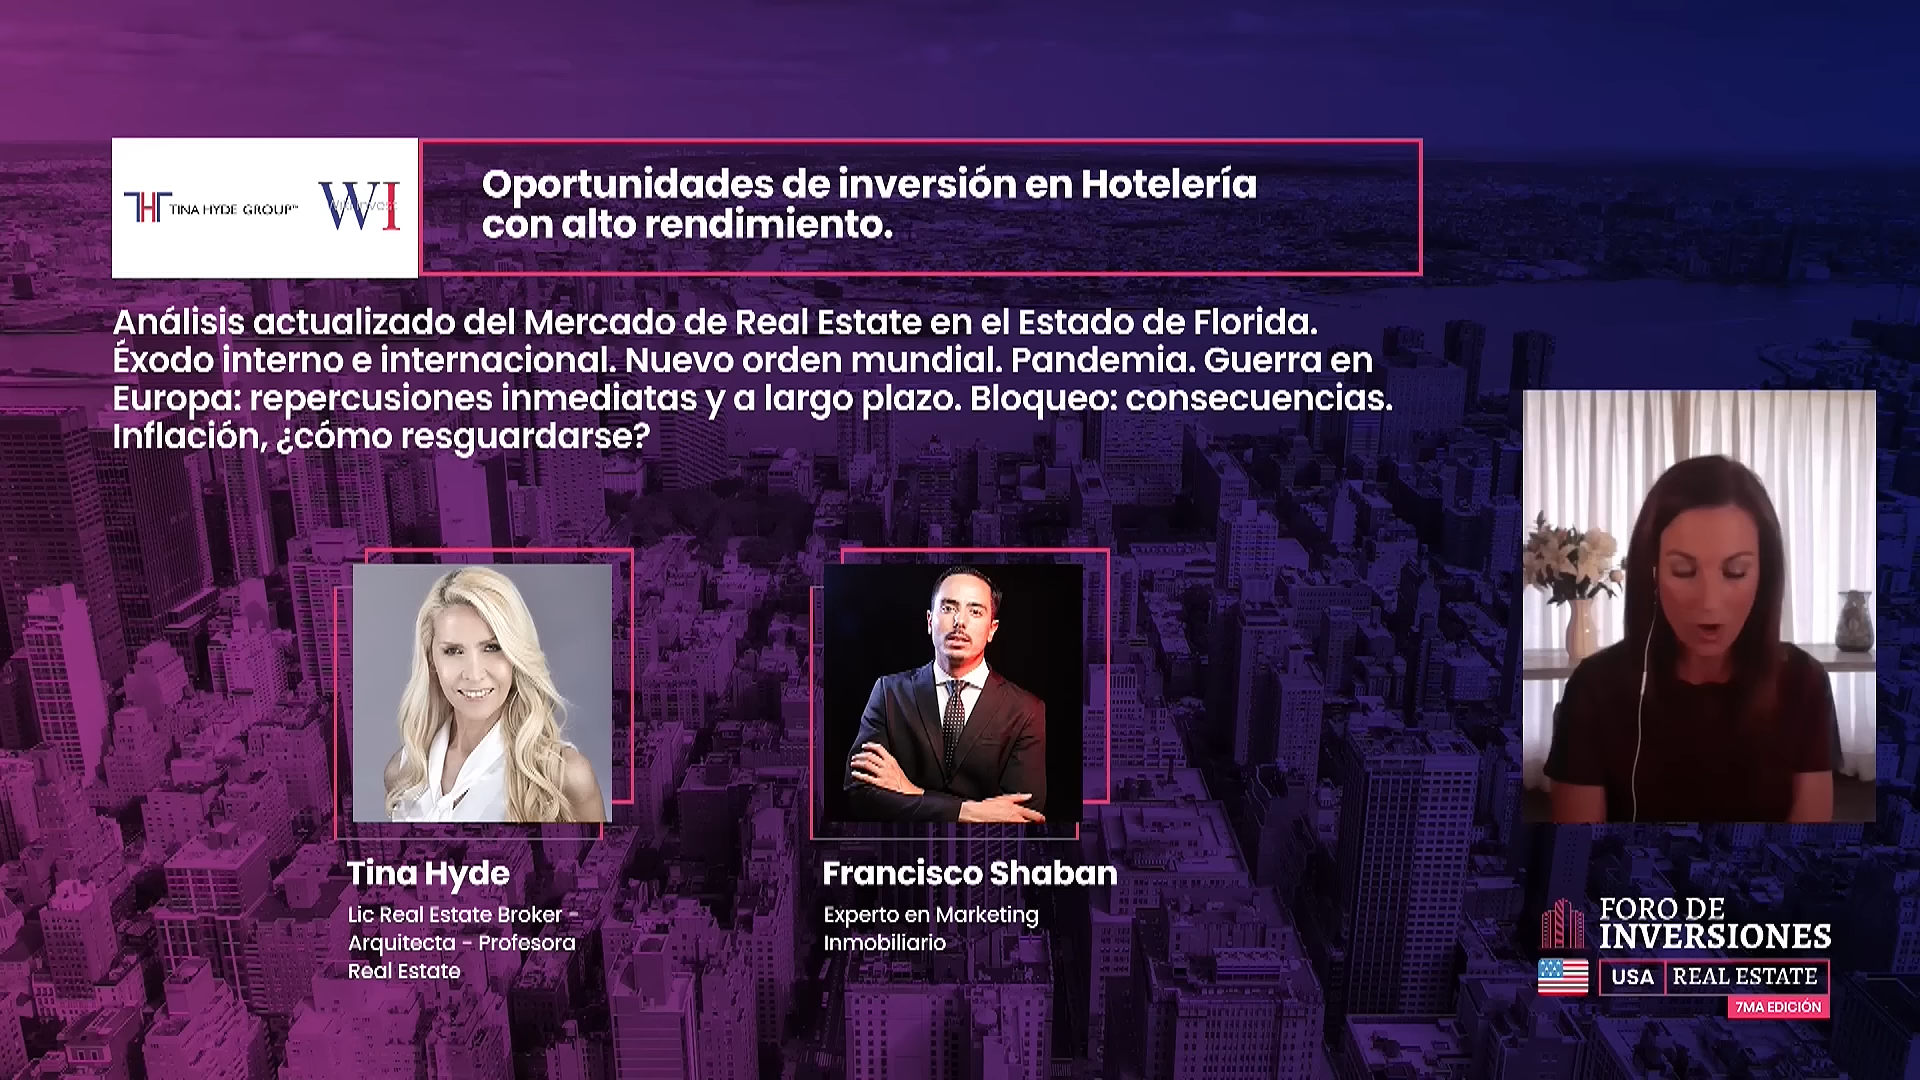 THT TINA HYDE GROUP™ WI
Oportunidades de inversión en Hotelería
con alto rendimiento.
Análisis actualizado del Mercado de Real Estate en el Estado de Florida.
Éxodo interno e internacional. Nuevo orden mundial. Pandemia. Guerra en
Europa: repercusiones inmediatas y a largo plazo. Bloqueo: consecuencias.
Inflación, ¿cómo resguardarse?
Tina Hyde
Lic Real Estate Broker -
Arquitecta - Profesora
Real Estate
Francisco Shaban
Experto en Marketing
Inmobiliario
FORO DE
INVERSIONES
USA REAL ESTATE
7MA EDICIÓN